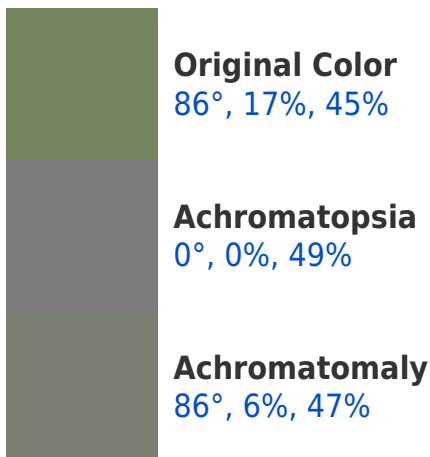 Original Color
86°, 17%, 45%
Achromatopsia
0°, 0%, 49%
Achromatomaly
86°, 6%, 47%